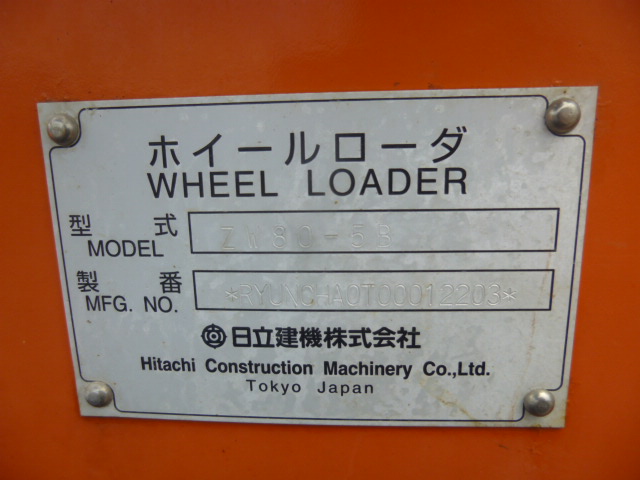 ホイールローダ
WHEEL LOADER
型式 ZW80-5B
MODEL
製番 *RYUNCHA0T00012203*
MFG. NO.
日立建機株式会社
Hitachi Construction Machinery Co.,Ltd.
Tokyo Japan